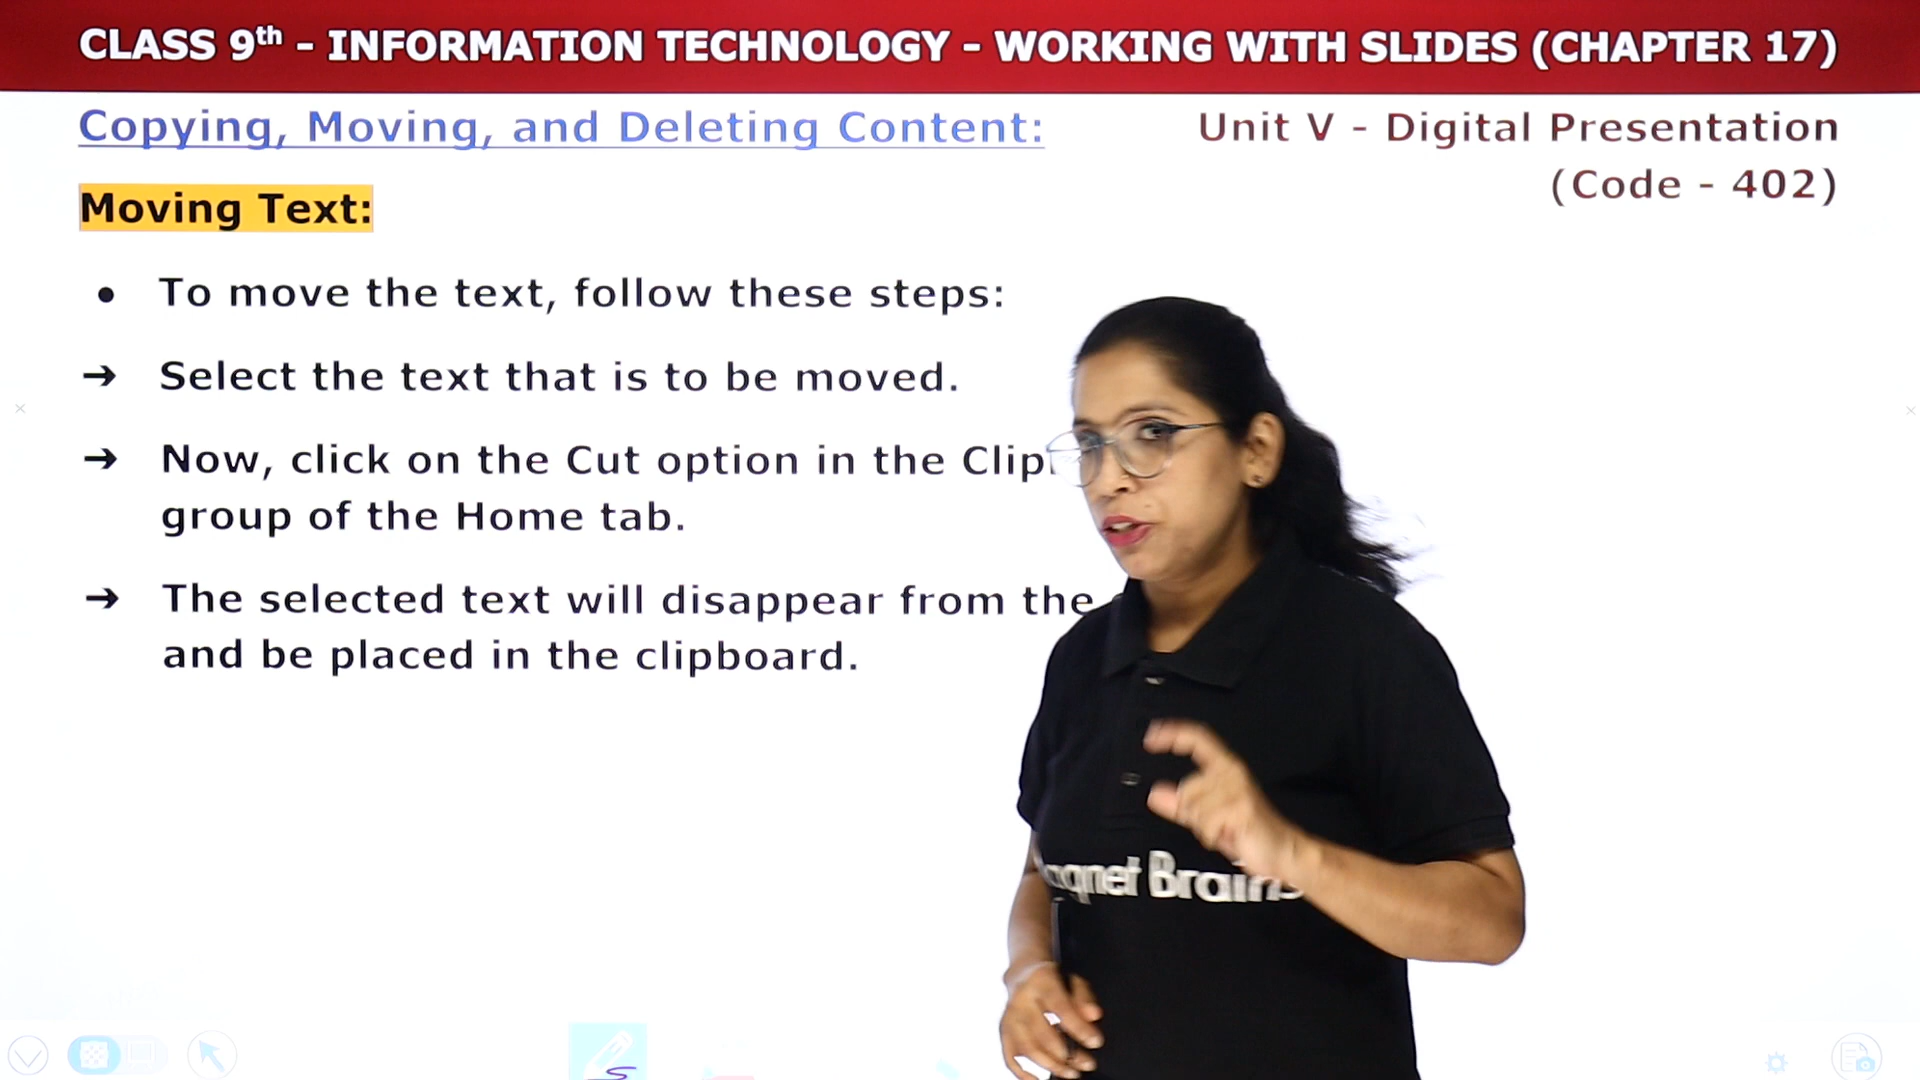 CLASS 9th - INFORMATION TECHNOLOGY - WORKING WITH SLIDES (CHAPTER 17)
Copying, Moving, and Deleting Content:
Unit V - Digital Presentation
(Code - 402)
Moving Text:
• To move the text, follow these steps:
➔ Select the text that is to be moved.
➔ Now, click on the Cut option in the
group of the Home tab.
➔ The selected text will disappear from the
and be placed in the clipboard.
Brains